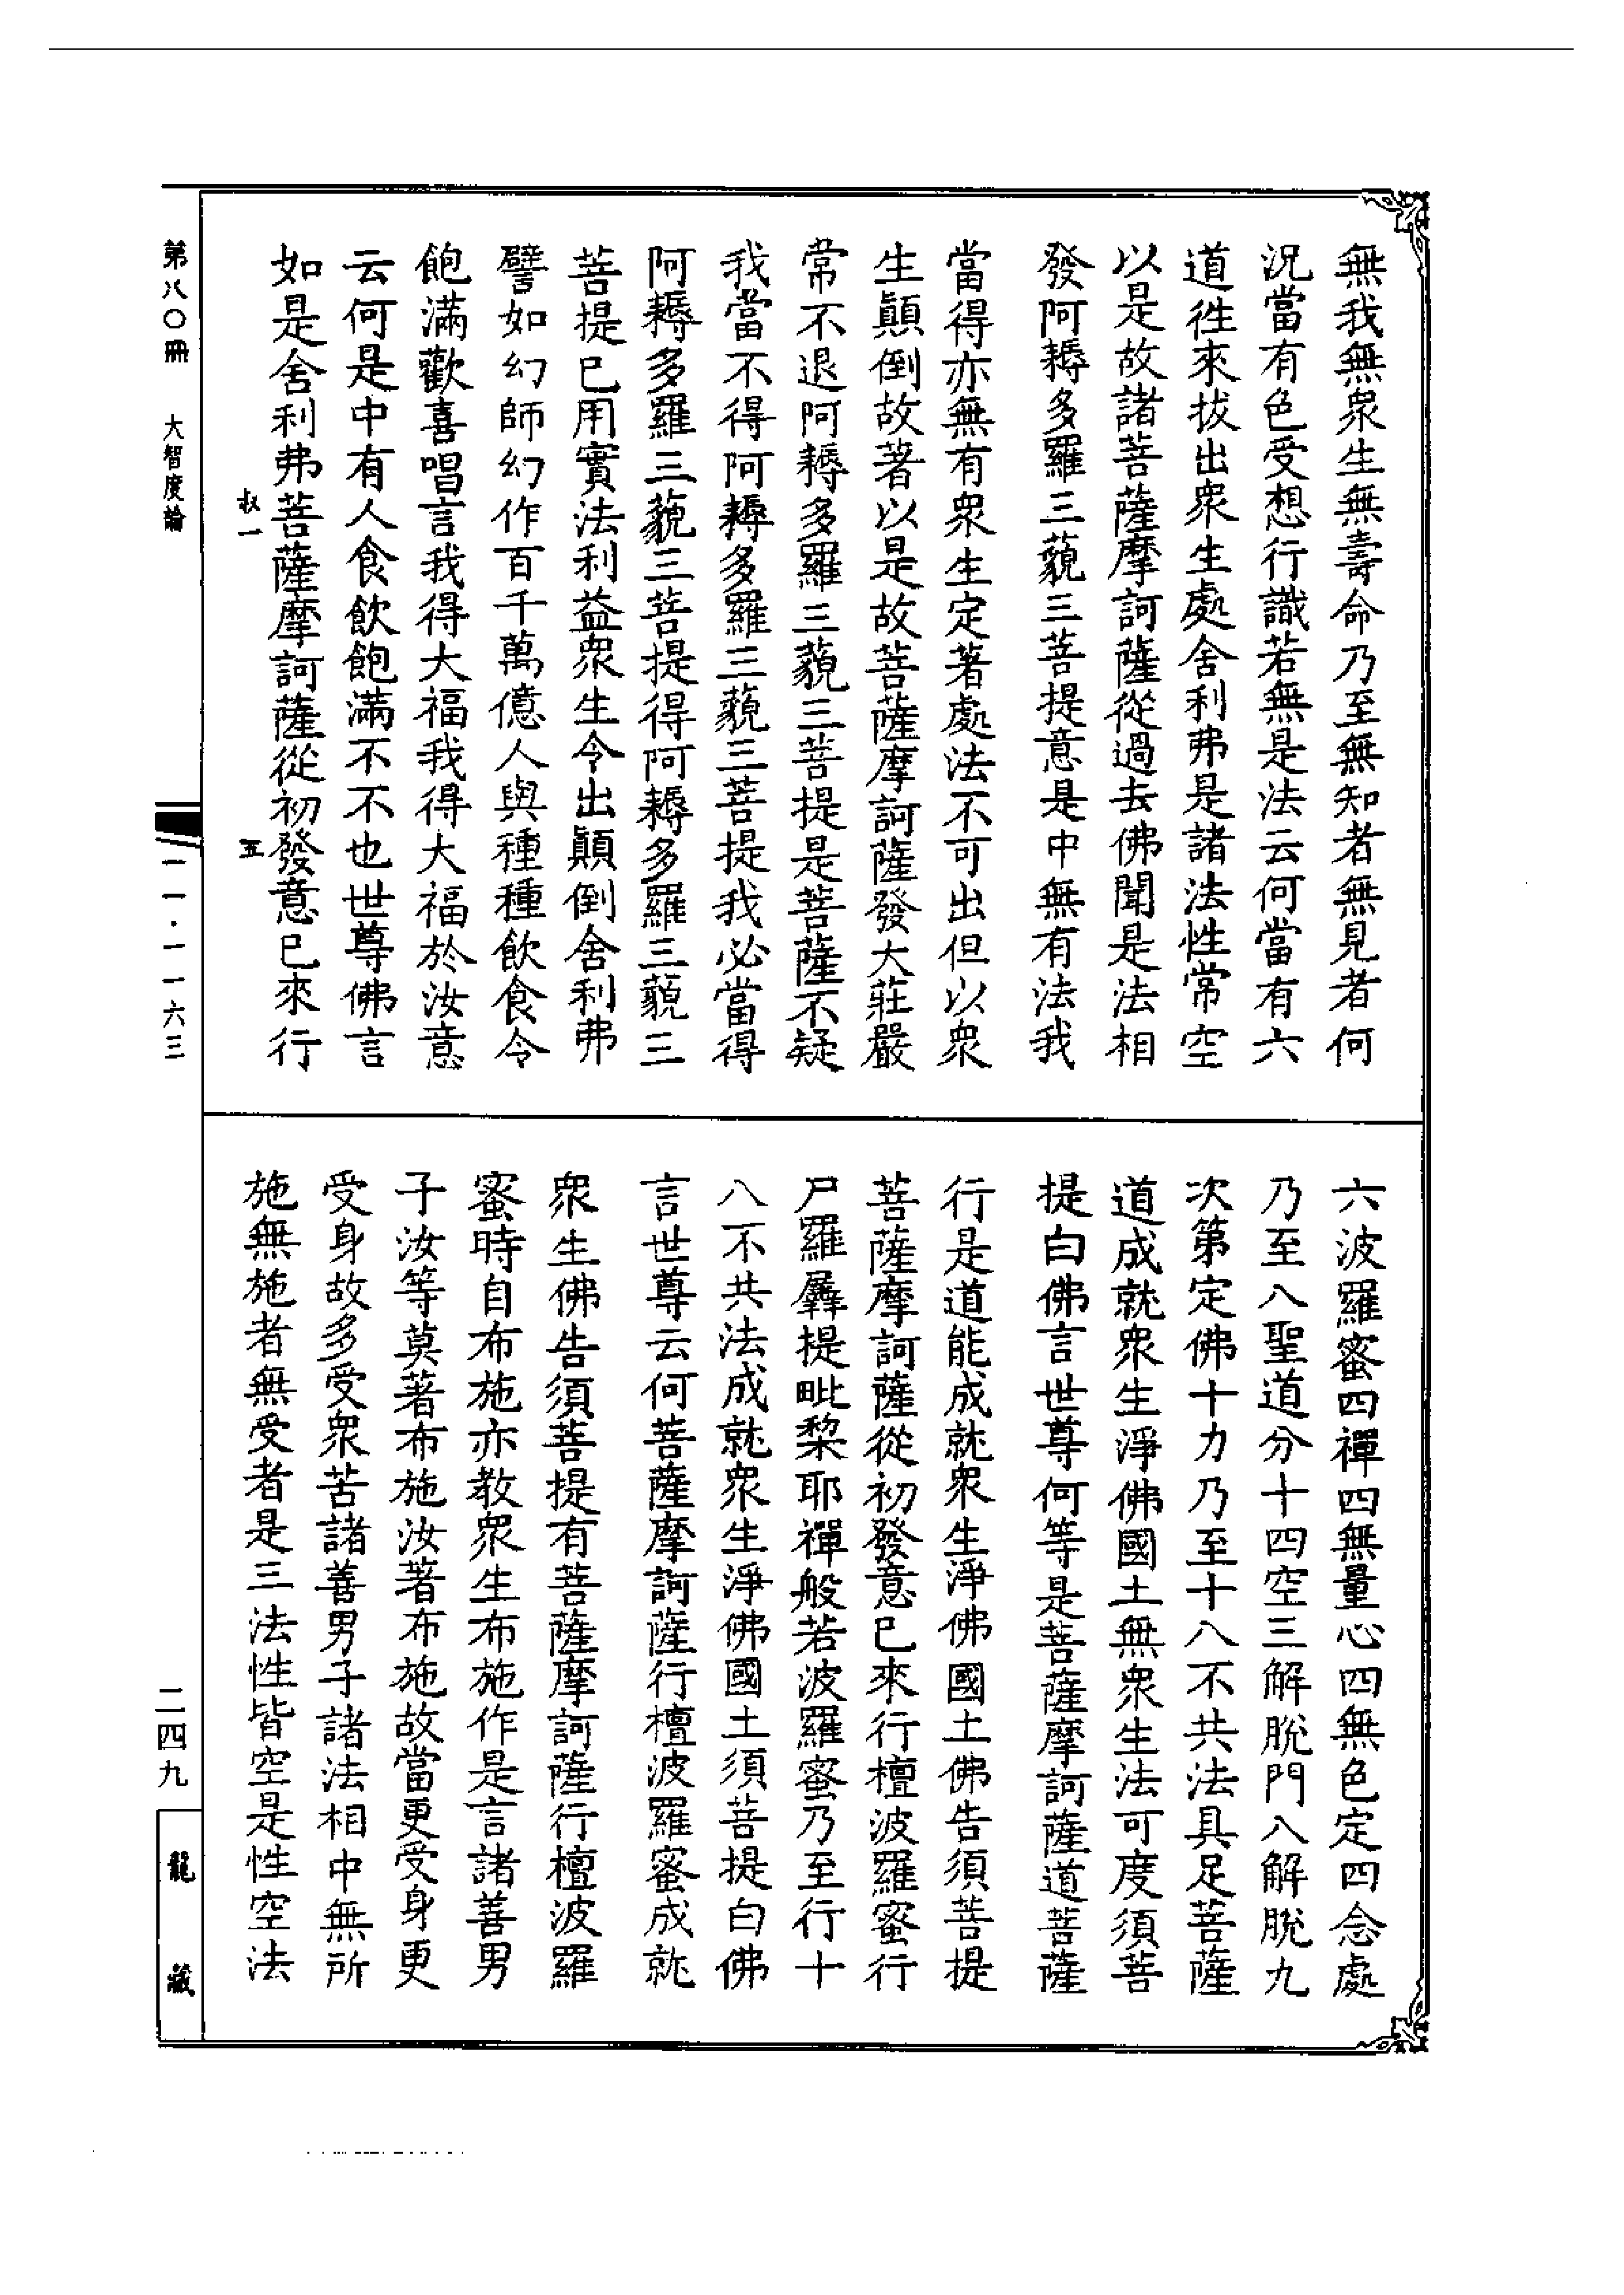 無我無衆生無壽命乃至無知者無見者何
況當有色受想行識若無是法云何當有六
道徃來拔出衆生處舍利弗是諸法性常空
以是故諸菩薩摩訶薩從過去佛聞是法相
發阿耨多羅三藐三菩提意是中無有法我
當得亦無有衆生定著處法不可出但以衆
生顛倒故著以是故菩薩摩訶薩發大莊嚴
常不退阿耨多羅三藐三菩提是菩薩不疑
我當不得阿耨多羅三藐三菩提我必當得
阿耨多羅三藐三菩提得阿耨多羅三藐三
菩提已用實法利益衆生令出顛倒舍利弗
譬如幻師幻作百千萬億人與種種飲食令
飽滿歡喜唱言我得大福我得大福於汝意
云何是中有人食飲飽滿不不也世尊佛言
如是舍利弗菩薩摩訶薩從初發意已來行
六波羅蜜四禪四無量心四無色定四念處
乃至八聖道分十四空三解脫門八解脫九
次第定佛十力乃至十八不共法具足菩薩
道成就衆生淨佛國土無衆生法可度須菩
提白佛言世尊何等是菩薩摩訶薩道菩薩
行是道能成就衆生淨佛國土佛告須菩提
菩薩摩訶薩從初發意已來行檀波羅蜜行
尸羅羼提毗梨耶禪般若波羅蜜乃至行十
八不共法成就衆生淨佛國土須菩提白佛
言世尊云何菩薩摩訶薩行檀波羅蜜成就
衆生佛告須菩提有菩薩摩訶薩行檀波羅
蜜時自布施亦教衆生布施作是言諸善男
子汝等莫著布施汝著布施故當更受身更
受身故多受衆苦諸善男子諸法相中無所
施無施者無受者是三法性皆空是性空法
一 五
第八〇冊 大智度論
一一·一一六三
二四九
龍藏